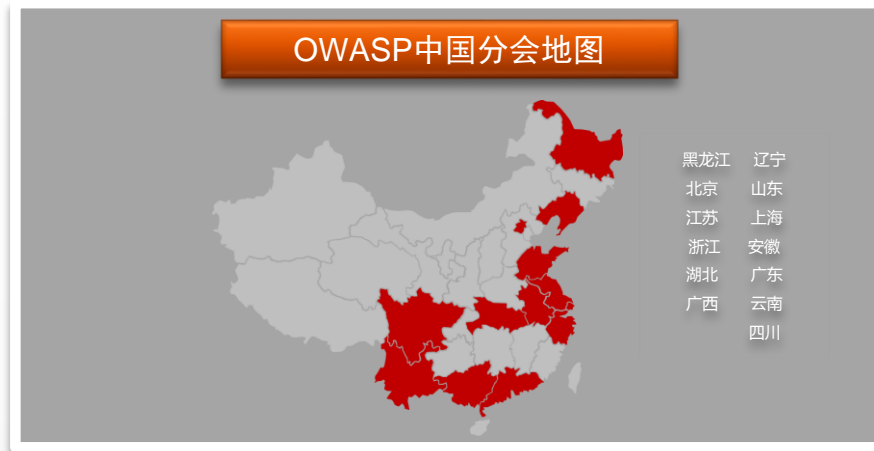 OWASP中国分会地图
黑龙江 辽宁
北京 山东
江苏 上海
浙江 安徽
湖北 广东
广西 云南
四川